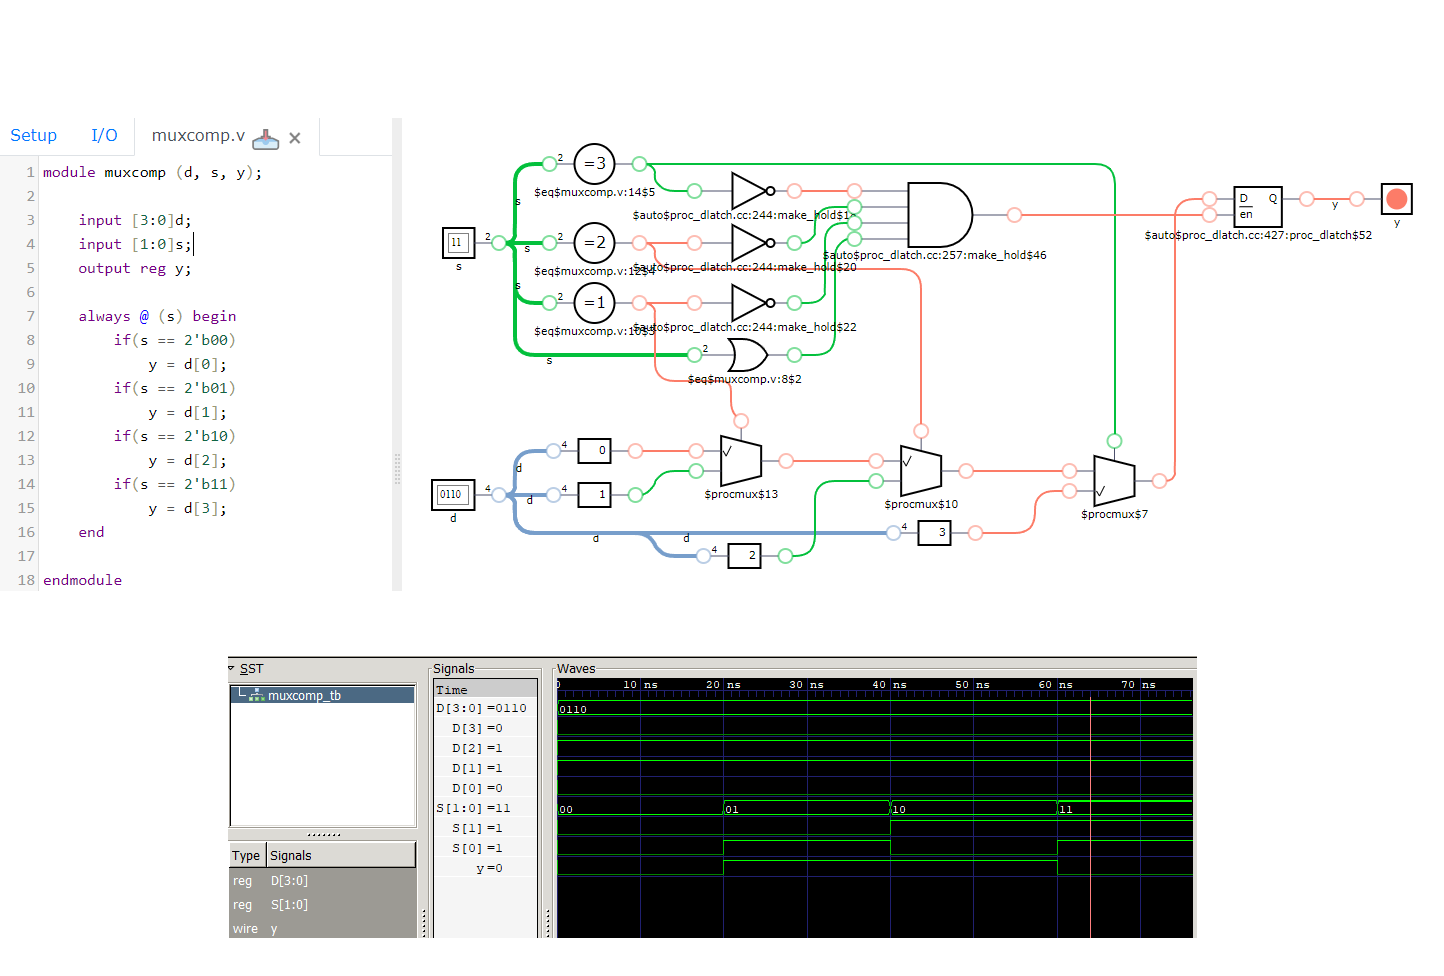 Setup I/O muxcomp.v ×
1 module muxcomp (d, s, y);
2
3 input [3:0]d;
4 input [1:0]s;
5 output reg y;
6
7 always @ (s) begin
8 if(s == 2'b00)
9 y = d[0];
10 if(s == 2'b01)
11 y = d[1];
12 if(s == 2'b10)
13 y = d[2];
14 if(s == 2'b11)
15 y = d[3];
16 end
17
18 endmodule
2 =3
$eq$muxcomp.v:14$5
s
$auto$proc_dlatch.cc:244:make_hold$18
D Q
en
y
y
$auto$proc_dlatch.cc:427:proc_dlatch$52
11 2
s
s
2 =2
$eq$muxcomp.v:12$4
$auto$proc_dlatch.cc:244:make_hold$20
$auto$proc_dlatch.cc:257:make_hold$46
s
2 =1
$eq$muxcomp.v:10$3
$auto$proc_dlatch.cc:244:make_hold$22
s
2
$eq$muxcomp.v:8$2
4 0
d
$procmux$13
0110 4
d
d
4 1
$procmux$10
$procmux$7
d
d
4 3
4 2
SST
muxcomp_tb
Type Signals
reg D[3:0]
reg S[1:0]
wire y
Signals
Time
D[3:0] =0110
D[3] =0
D[2] =1
D[1] =1
D[0] =0
S[1:0] =11
S[1] =1
S[0] =1
y =0
Waves
0 10 ns 20 ns 30 ns 40 ns 50 ns 60 ns 70 ns
0110
00 01 10 11